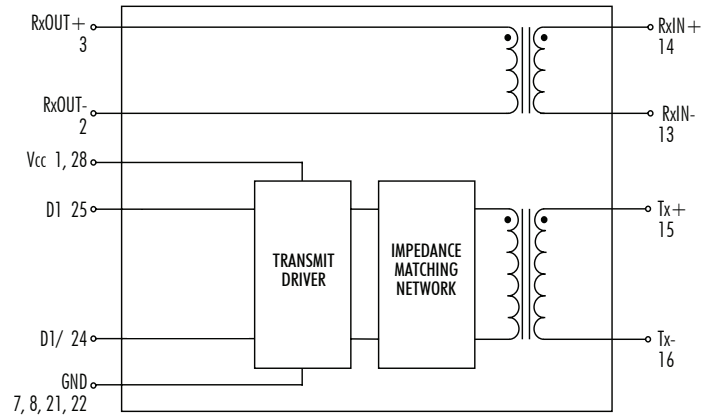 RxOUT+
3
RxOUT-
2
Vcc 1, 28
D1 25
D1/ 24
GND
7, 8, 21, 22
TRANSMIT
DRIVER
IMPEDANCE
MATCHING
NETWORK
RxIN+
14
RxIN-
13
Tx+
15
Tx-
16